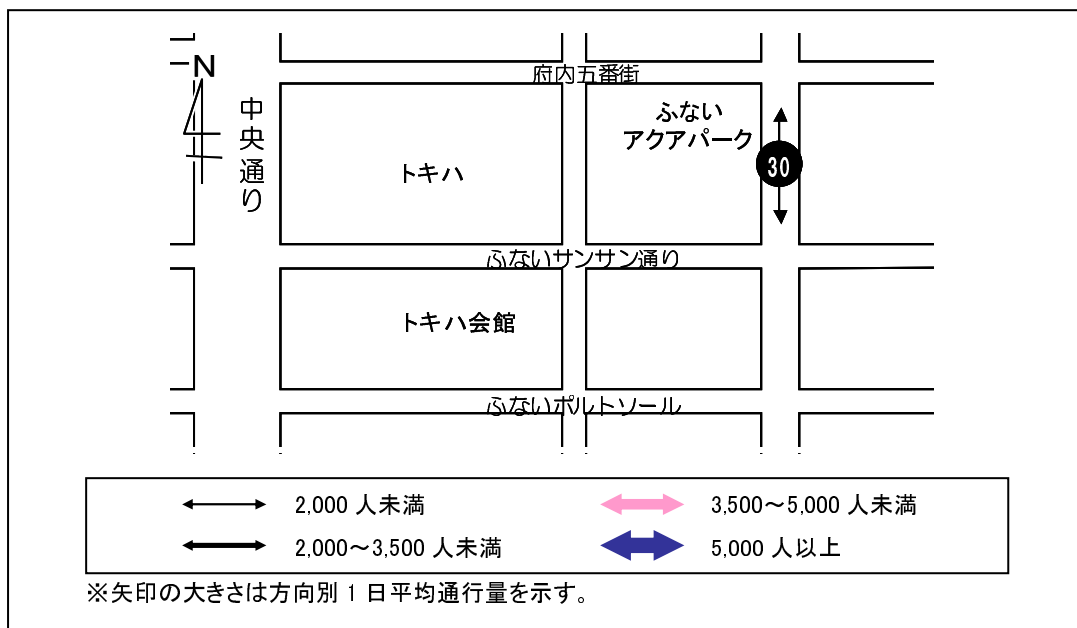 N
府内五番街
中央通り
ふない
アクアパーク
トキハ
30
ふないサンサン通り
トキハ会館
ふないポルトソール
2,000 人未満
3,500~5,000 人未満
2,000~3,500 人未満
5,000 人以上
※矢印の大きさは方向別 1 日平均通行量を示す。